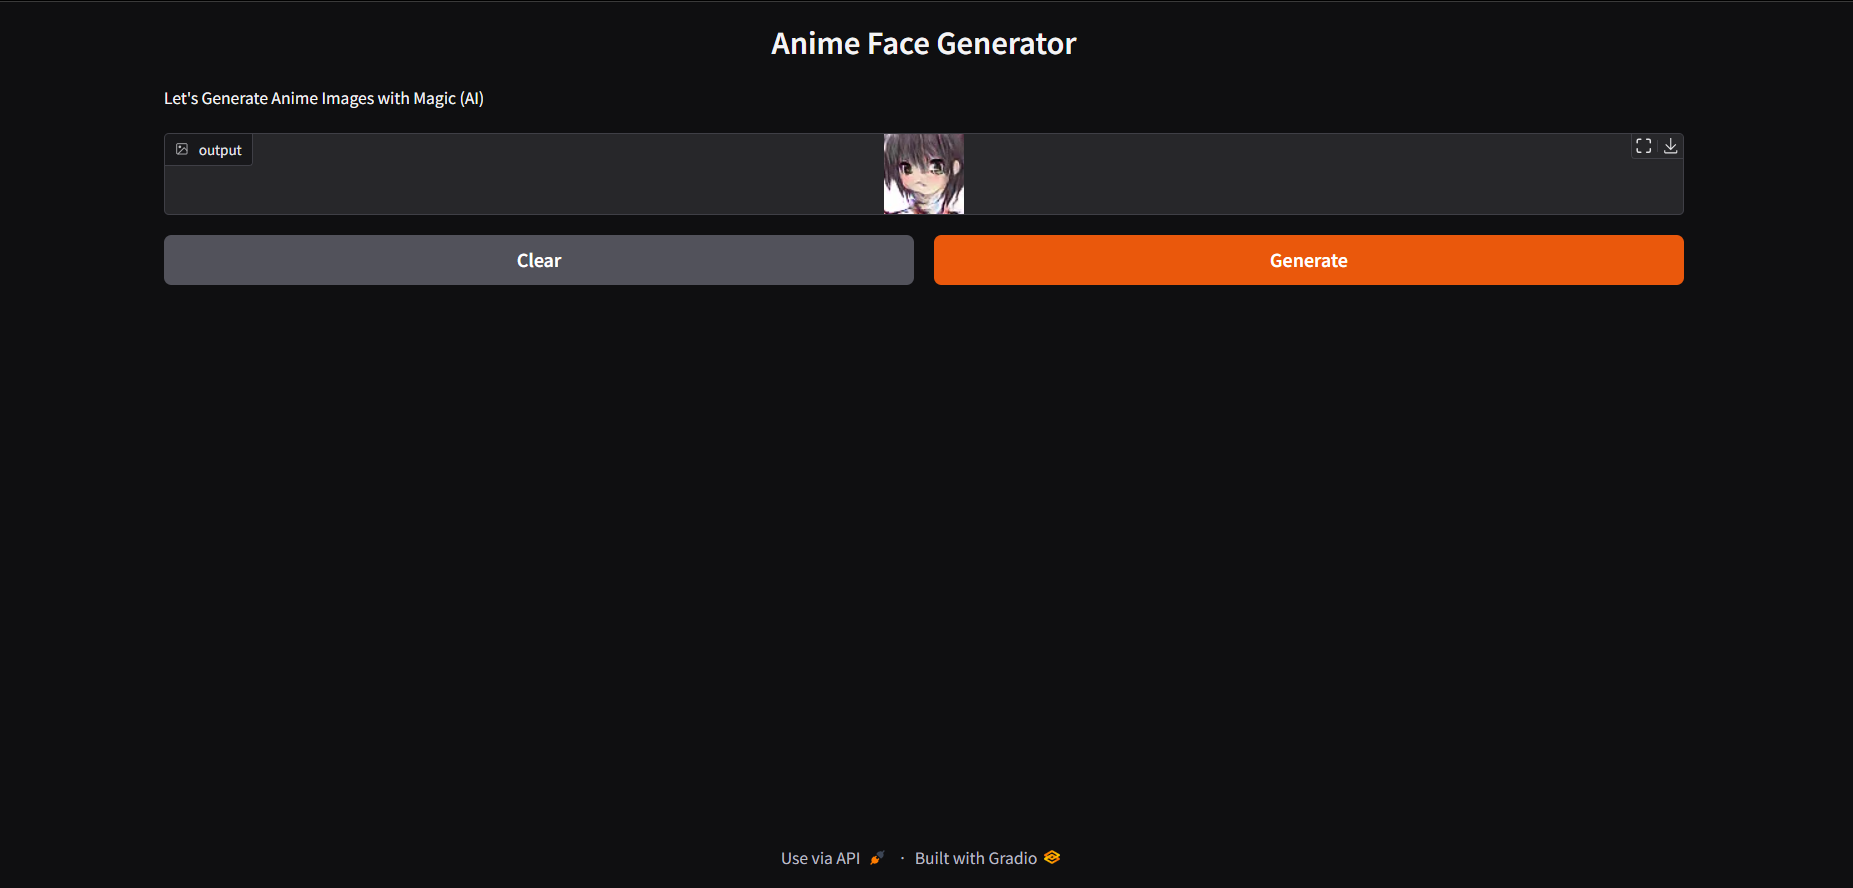 Anime Face Generator
Let's Generate Anime Images with Magic (AI)
output
Clear
Generate
Use via API · Built with Gradio